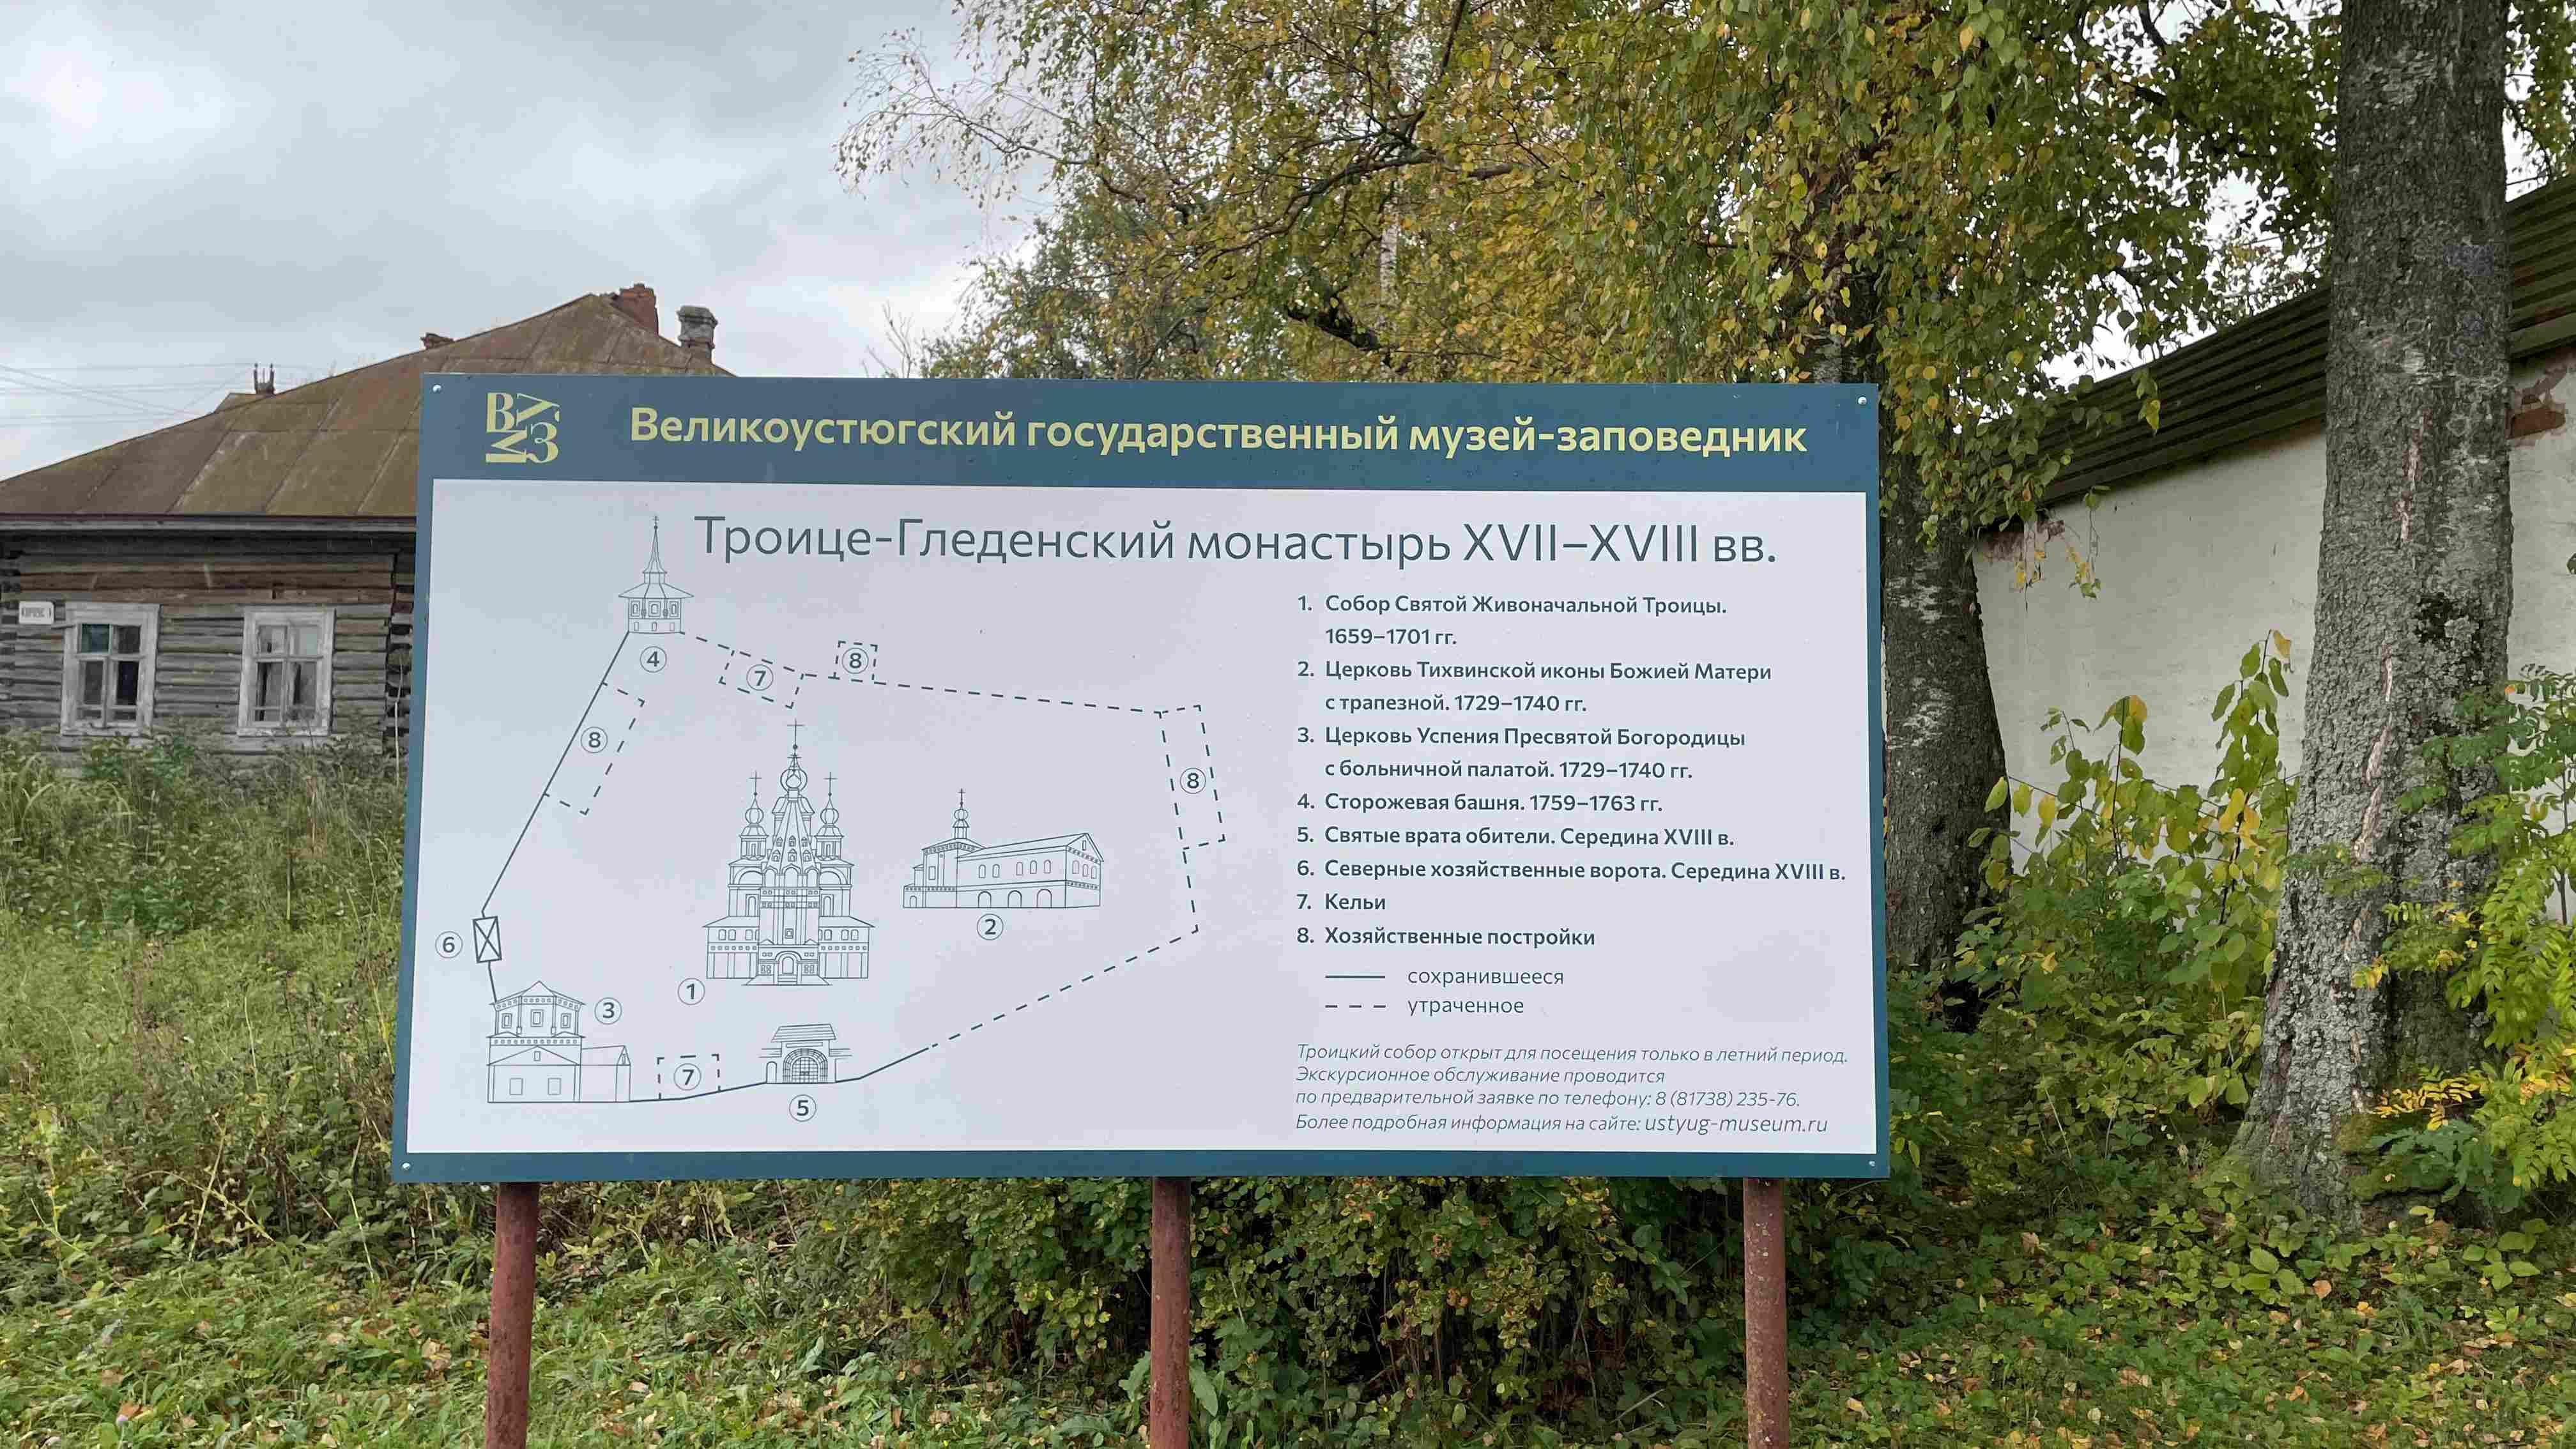 ВУМЗ
Великоустюгский государственный музей-заповедник
Троице-Гледенский монастырь XVII–XVIII вв.
1. Собор Святой Живоначальной Троицы.
1659–1701 гг.
2. Церковь Тихвинской иконы Божией Матери
с трапезной. 1729–1740 гг.
3. Церковь Успения Пресвятой Богородицы
с больничной палатой. 1729–1740 гг.
4. Сторожевая башня. 1759–1763 гг.
5. Святые врата обители. Середина XVIII в.
6. Северные хозяйственные ворота. Середина XVIII в.
7. Кельи
8. Хозяйственные постройки
сохранившееся
утраченное
Троицкий собор открыт для посещения только в летний период.
Экскурсионное обслуживание проводится
по предварительной заявке по телефону: 8 (81738) 235-76.
Более подробная информация на сайте: ustyug-museum.ru
4
7
8
8
8
6
1
2
3
7
5